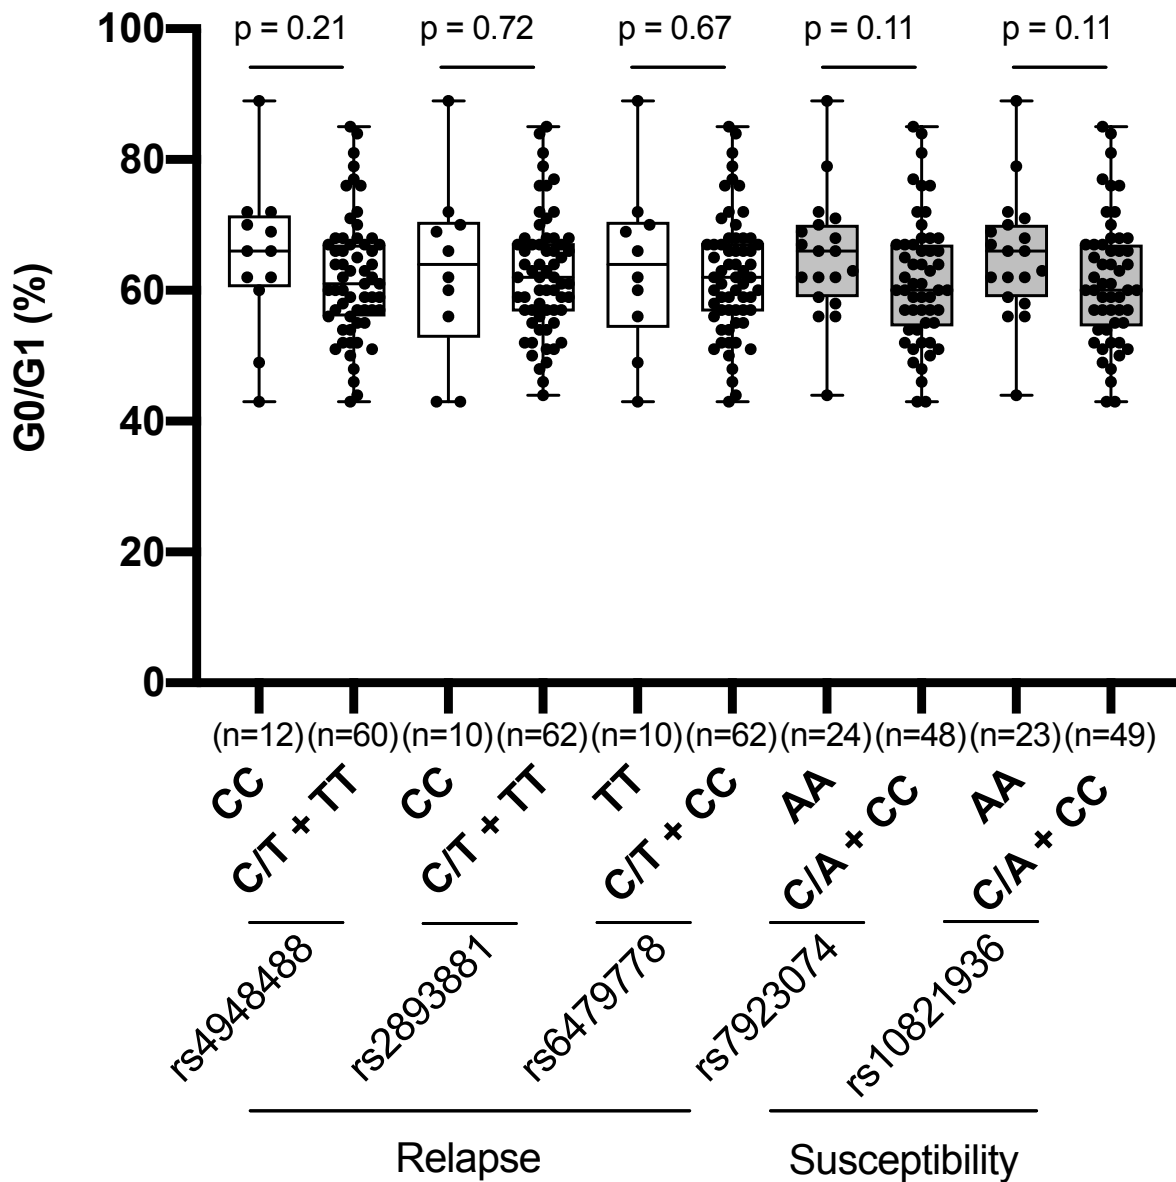 G0/G1 (%)
100
80
60
40
20
0
p = 0.21
p = 0.72
p = 0.67
p = 0.11
p = 0.11
(n=12)
(n=60)
(n=10)
(n=62)
(n=10)
(n=62)
(n=24)
(n=48)
(n=23)
(n=49)
CC
C/T + TT
CC
C/T + TT
TT
C/T + CC
AA
C/A + CC
AA
C/A + CC
rs4948488
rs2893881
rs6479778
rs7923074
rs10821936
Relapse
Susceptibility